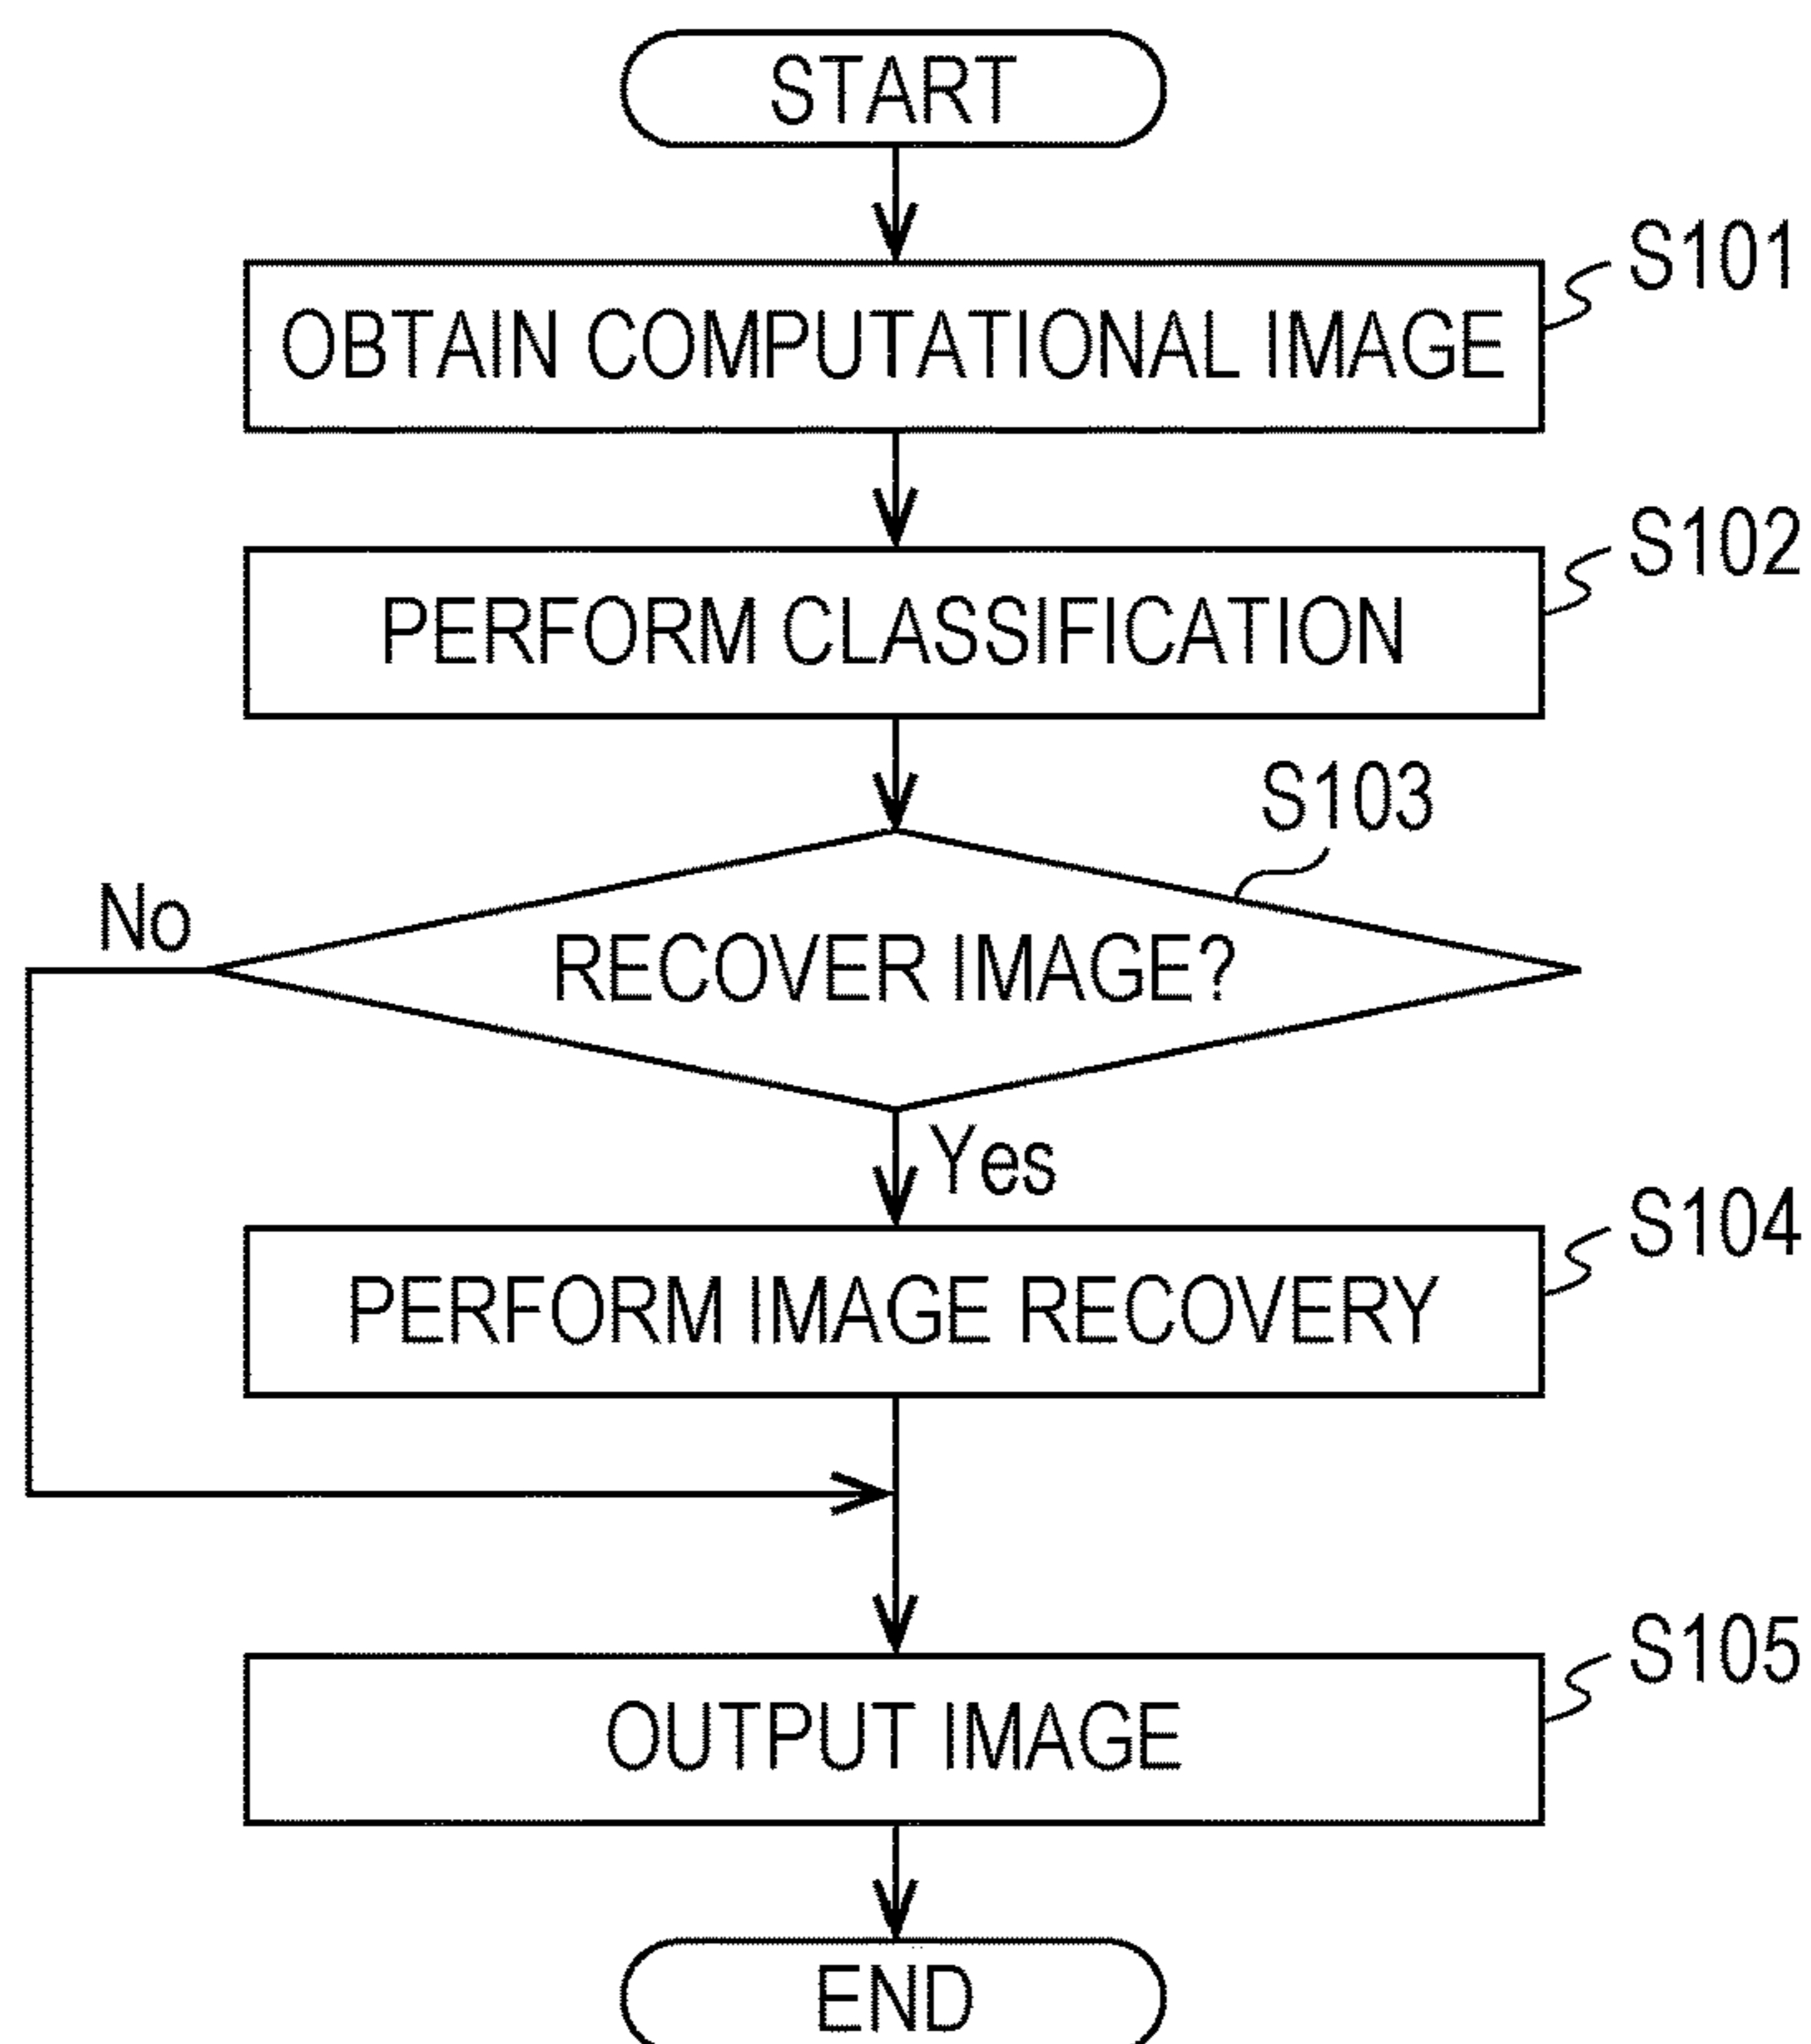 START
S101
OBTAIN COMPUTATIONAL IMAGE
S102
PERFORM CLASSIFICATION
S103
No
RECOVER IMAGE?
Yes
S104
PERFORM IMAGE RECOVERY
S105
OUTPUT IMAGE
END